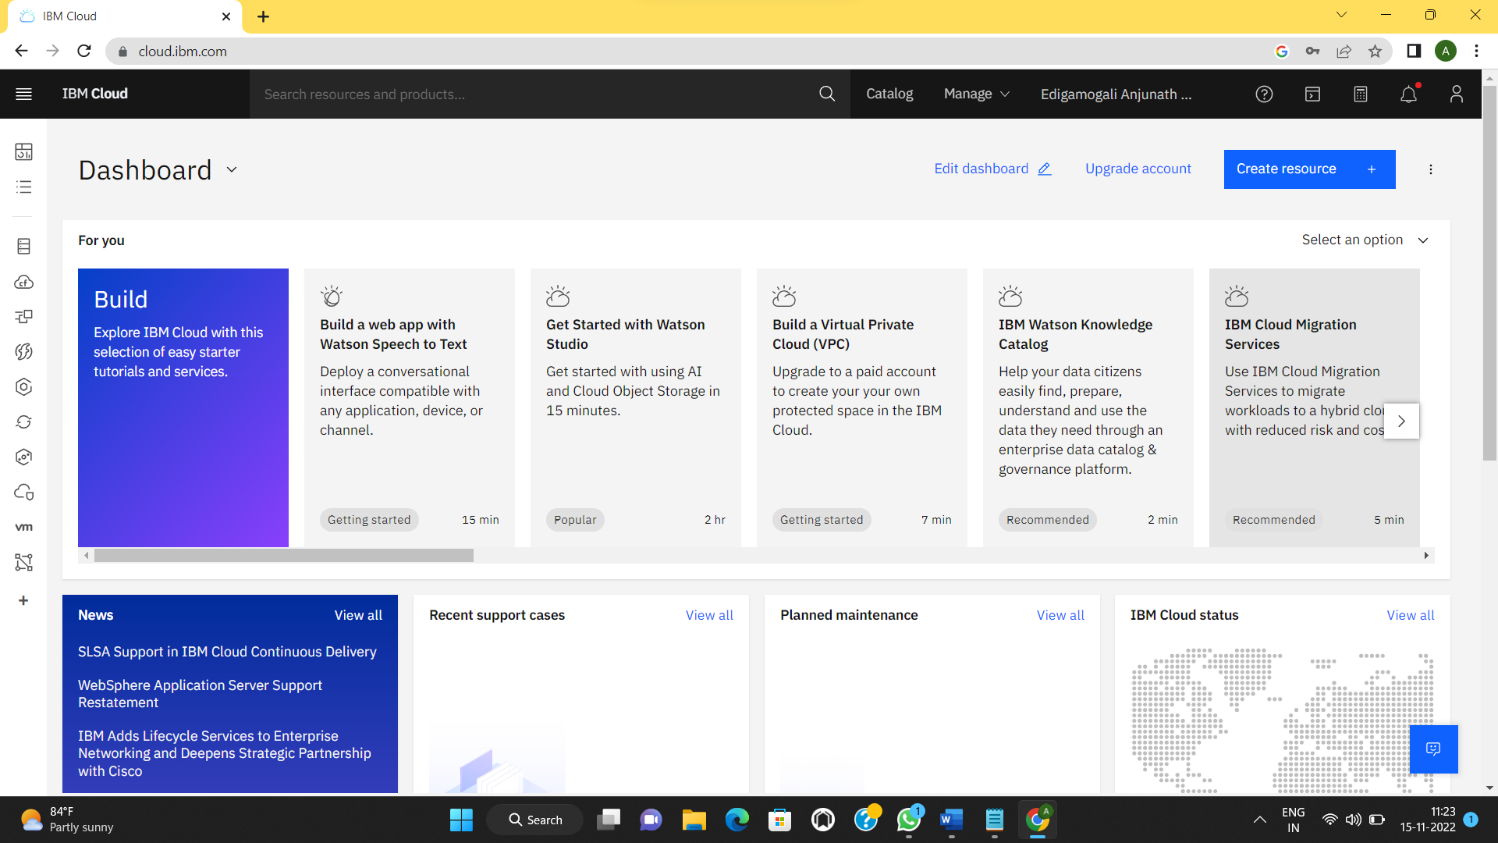 IBM Cloud
cloud.ibm.com
A
IBM Cloud
Search resources and products...
Catalog
Manage
Edigamogali Anjunath ...
Dashboard
Edit dashboard
Upgrade account
Create resource +
For you
Select an option
Build
Explore IBM Cloud with this
selection of easy starter
tutorials and services.
Build a web app with
Watson Speech to Text
Deploy a conversational
interface compatible with
any application, device, or
channel.
Getting started
15 min
Get Started with Watson
Studio
Get started with using AI
and Cloud Object Storage in
15 minutes.
Popular
2 hr
Build a Virtual Private
Cloud (VPC)
Upgrade to a paid account
to create your your own
protected space in the IBM
Cloud.
Getting started
7 min
IBM Watson Knowledge
Catalog
Help your data citizens
easily find, prepare,
understand and use the
data they need through an
enterprise data catalog &
governance platform.
Recommended
2 min
IBM Cloud Migration
Services
Use IBM Cloud Migration
Services to migrate
workloads to a hybrid clo
with reduced risk and cos
Recommended
5 min
vm
News
View all
SLSA Support in IBM Cloud Continuous Delivery
WebSphere Application Server Support
Restatement
IBM Adds Lifecycle Services to Enterprise
Networking and Deepens Strategic Partnership
with Cisco
Recent support cases
View all
Planned maintenance
View all
IBM Cloud status
View all
84°F
Partly sunny
Search
1
A
ENG
IN
11:23
15-11-2022
1